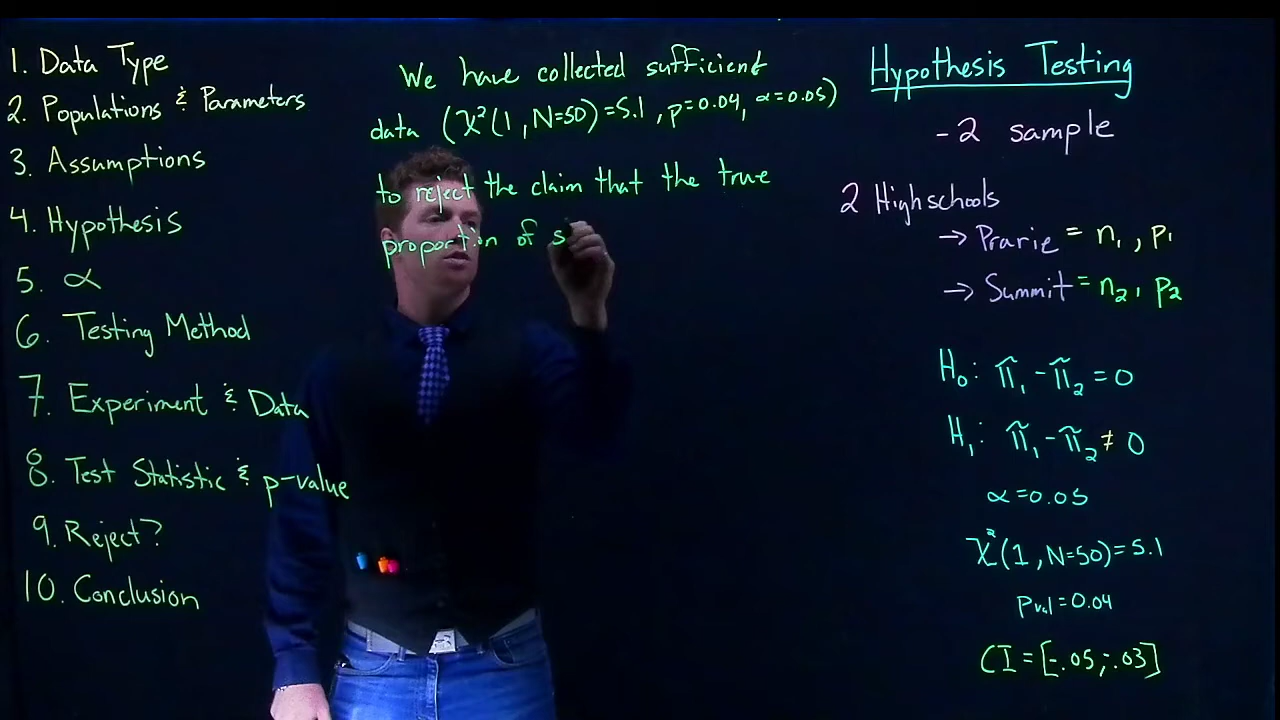 1. Data Type
2. Populations & Parameters
3. Assumptions
4. Hypothesis
5. α
6. Testing Method
7. Experiment & Data
8. Test Statistic & p-value
9. Reject?
10. Conclusion
We have collected sufficient
data (χ²(1, N=50)=5.1, p=0.04, α=0.05)
to reject the claim that the true
proportion of s
Hypothesis Testing
- 2 sample
2 Highschools
→ Prarie = n₁, p₁
→ Summit = n₂, p₂
H₀: π₁ - π₂ = 0
H₁: π₁ - π₂ ≠ 0
α = 0.05
χ²(1, N=50)=5.1
Pval = 0.04
CI = [-.05, -.03]